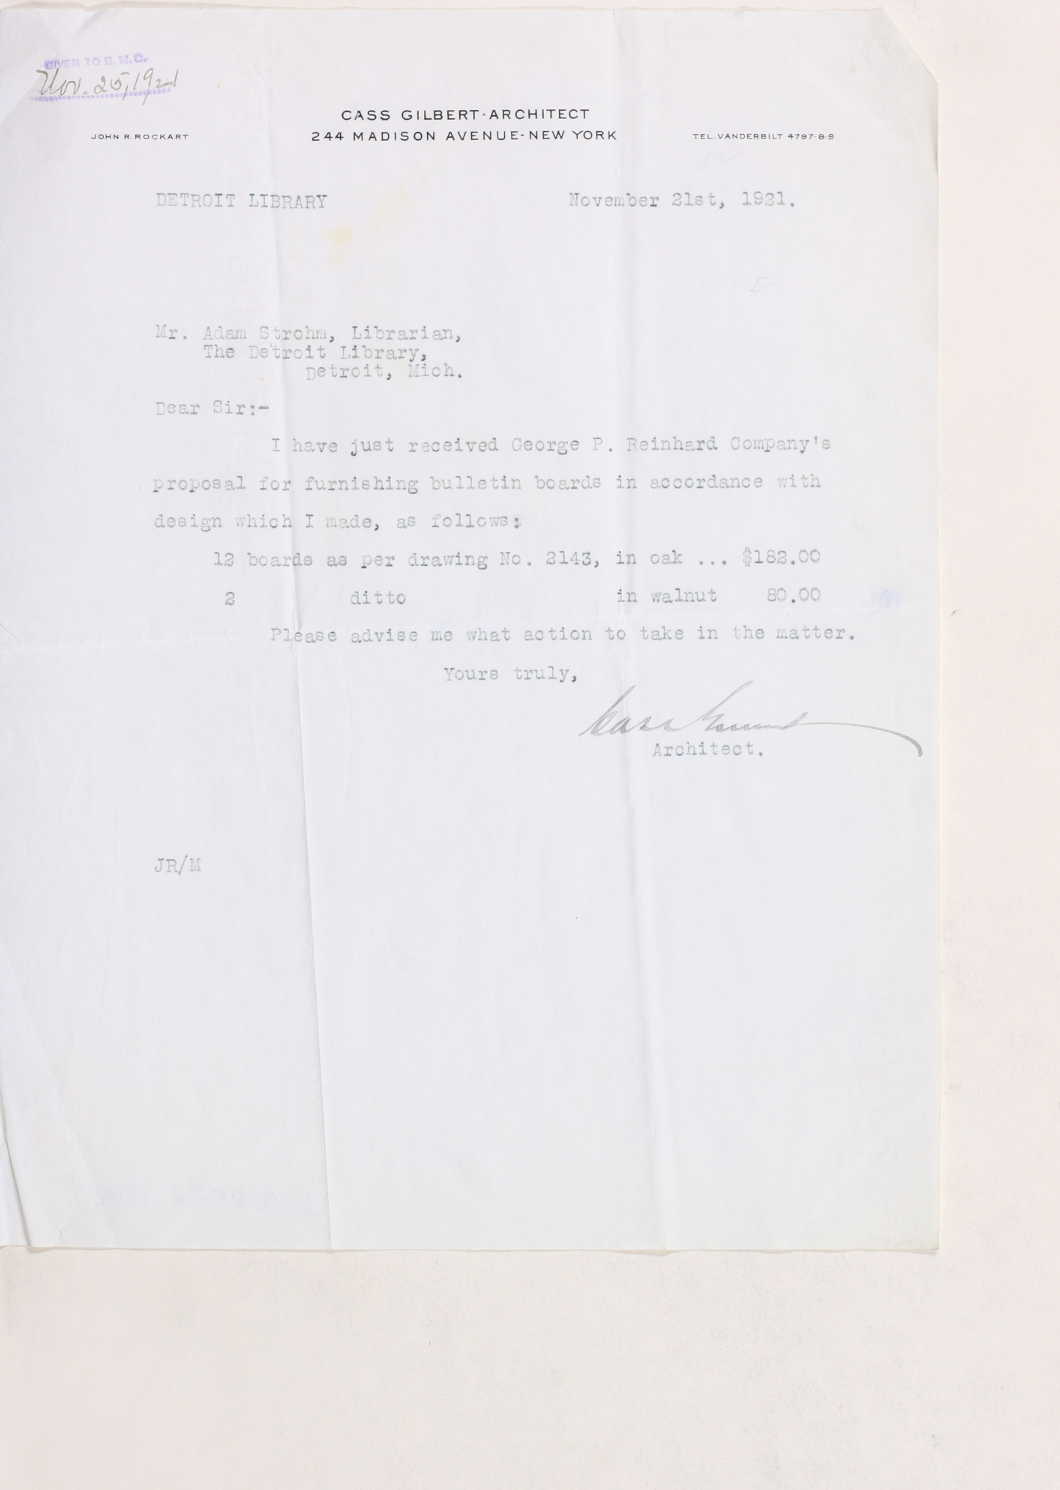 GIVEN TO B.M.C.
Nov. 25, 1921
CASS GILBERT-ARCHITECT
JOHN R. ROCKART 244 MADISON AVENUE-NEW YORK TEL. VANDERBILT 4797-8-9
DETROIT LIBRARY November 21st, 1921.
Mr. Adam Strohm, Librarian,
The Detroit Library,
Detroit, Mich.
Dear Sir:-
I have just received George P. Reinhard Company's
proposal for furnishing bulletin boards in accordance with
design which I made, as follows:
12 boards as per drawing No. 2143, in oak ... $182.00
2 ditto in walnut 80.00
Please advise me what action to take in the matter.
Yours truly,
Cass Gilbert
Architect.
JR/M